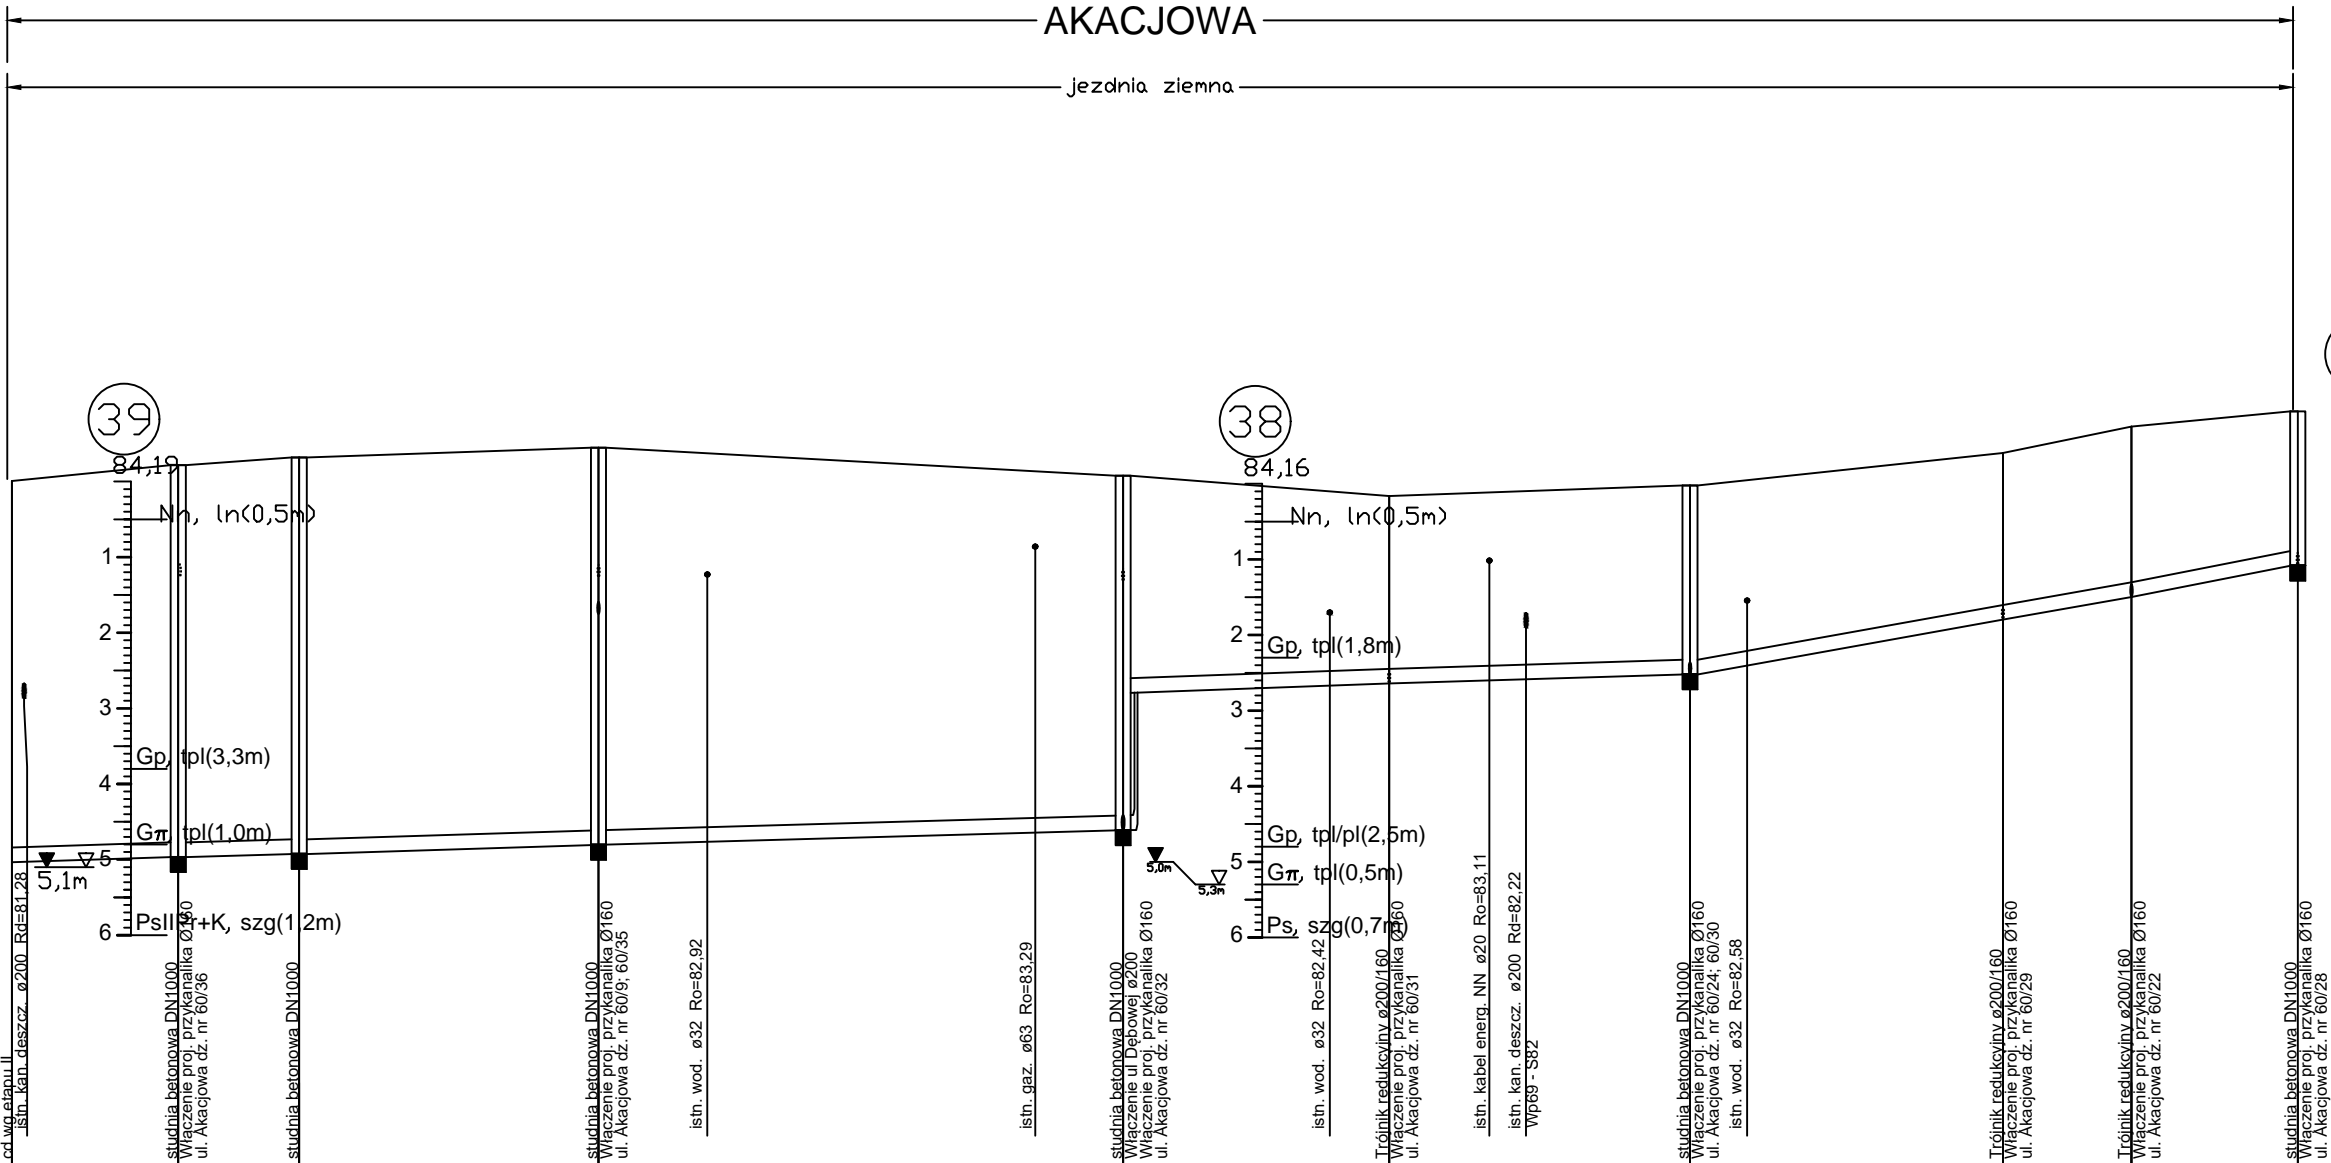 AKACJOWA
jezdnia ziemna
39
84,19
Nn, ln(0,5m)
1
2
3
4
5
6
Gp, tpl(3,3m)
Gπ, tpl(1,0m)
5,1m
PsIIPr+K, szg(1,2m)
38
84,16
Nn, ln(0,5m)
1
2
3
4
5
6
Gp, tpl(1,8m)
Gp, tpl/pl(2,5m)
Gπ, tpl(0,5m)
Ps, szg(0,7m)
5,0m
5,3m
cd wg etapu II
istn. kan. deszcz. ø200 Rd=81,28
studnia betonowa DN1000
Włączenie proj. przykanalika Ø160
ul. Akacjowa dz. nr 60/36
studnia betonowa DN1000
studnia betonowa DN1000
Włączenie proj. przykanalika Ø160
ul. Akacjowa dz. nr 60/9; 60/35
istn. wod. ø32 Ro=82,92
istn. gaz. ø63 Ro=83,29
studnia betonowa DN1000
Włączenie ul Dębowej ø200
Włączenie proj. przykanalika Ø160
ul. Akacjowa dz. nr 60/32
istn. wod. ø32 Ro=82,42
Trójnik redukcyjny ø200/160
Włączenie proj. przykanalika Ø160
ul. Akacjowa dz. nr 60/31
istn. kabel energ. NN ø20 Ro=83,11
istn. kan. deszcz. ø200 Rd=82,22
Wp69 - S82
studnia betonowa DN1000
Włączenie proj. przykanalika Ø160
ul. Akacjowa dz. nr 60/24; 60/30
istn. wod. ø32 Ro=82,58
Trójnik redukcyjny ø200/160
Włączenie proj. przykanalika Ø160
ul. Akacjowa dz. nr 60/29
Trójnik redukcyjny ø200/160
Włączenie proj. przykanalika Ø160
ul. Akacjowa dz. nr 60/22
studnia betonowa DN1000
Włączenie proj. przykanalika Ø160
ul. Akacjowa dz. nr 60/28